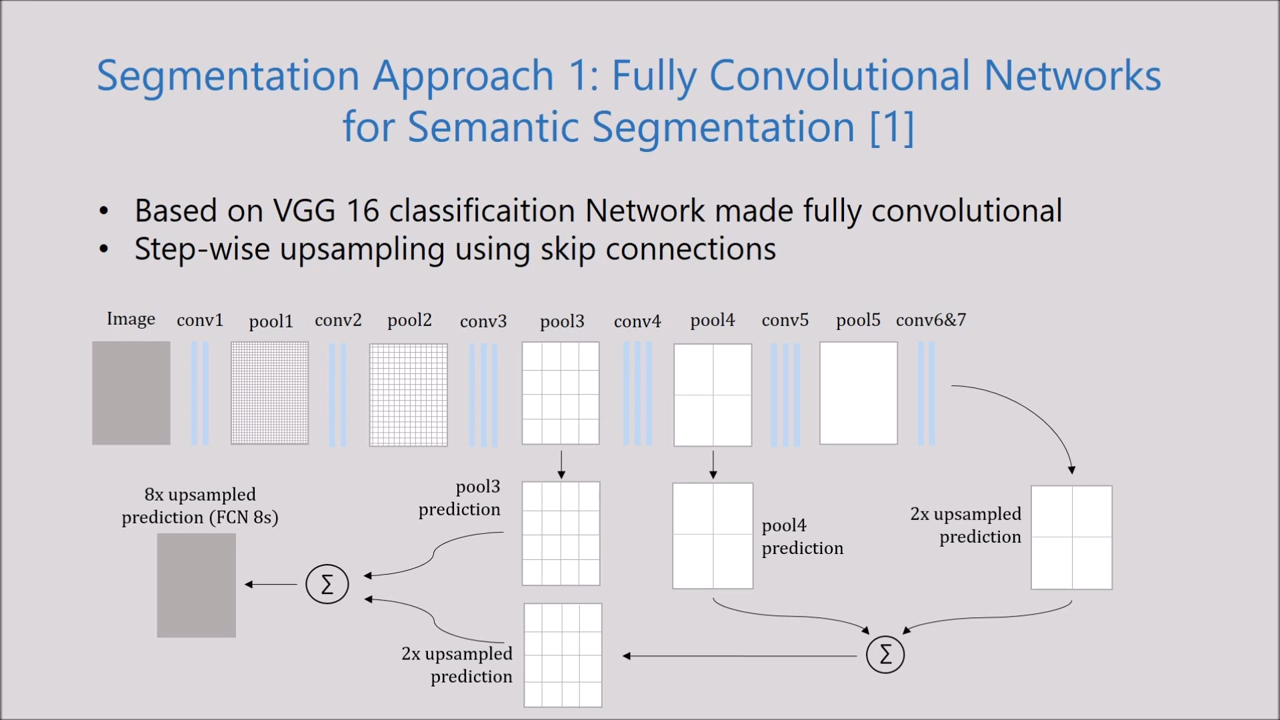 Segmentation Approach 1: Fully Convolutional Networks
for Semantic Segmentation [1]
• Based on VGG 16 classificaition Network made fully convolutional
• Step-wise upsampling using skip connections
Image conv1 pool1 conv2 pool2 conv3 pool3 conv4 pool4 conv5 pool5 conv6&7
8x upsampled
prediction (FCN 8s)
pool3
prediction
pool4
prediction
2x upsampled
prediction
Σ
2x upsampled
prediction
Σ